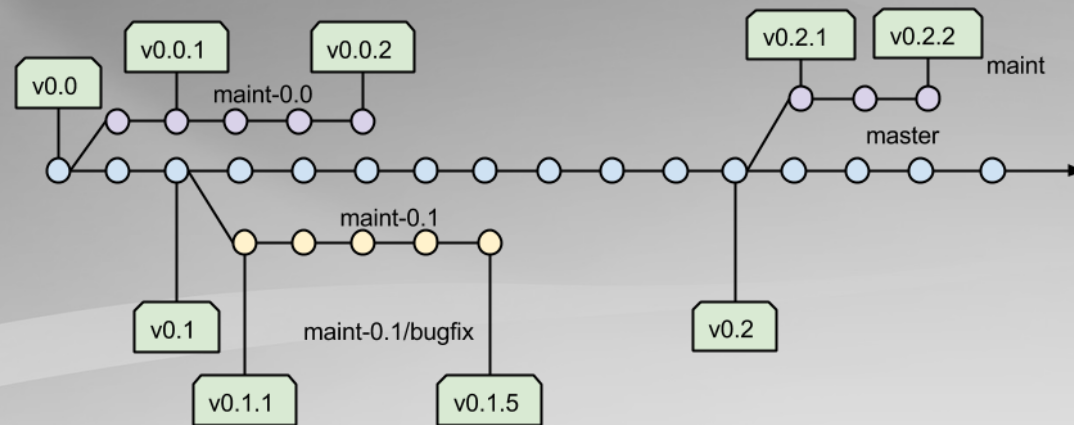 v0.0
v0.0.1
v0.0.2
v0.2.1
v0.2.2
maint
maint-0.0
master
maint-0.1
v0.1
maint-0.1/bugfix
v0.2
v0.1.1
v0.1.5